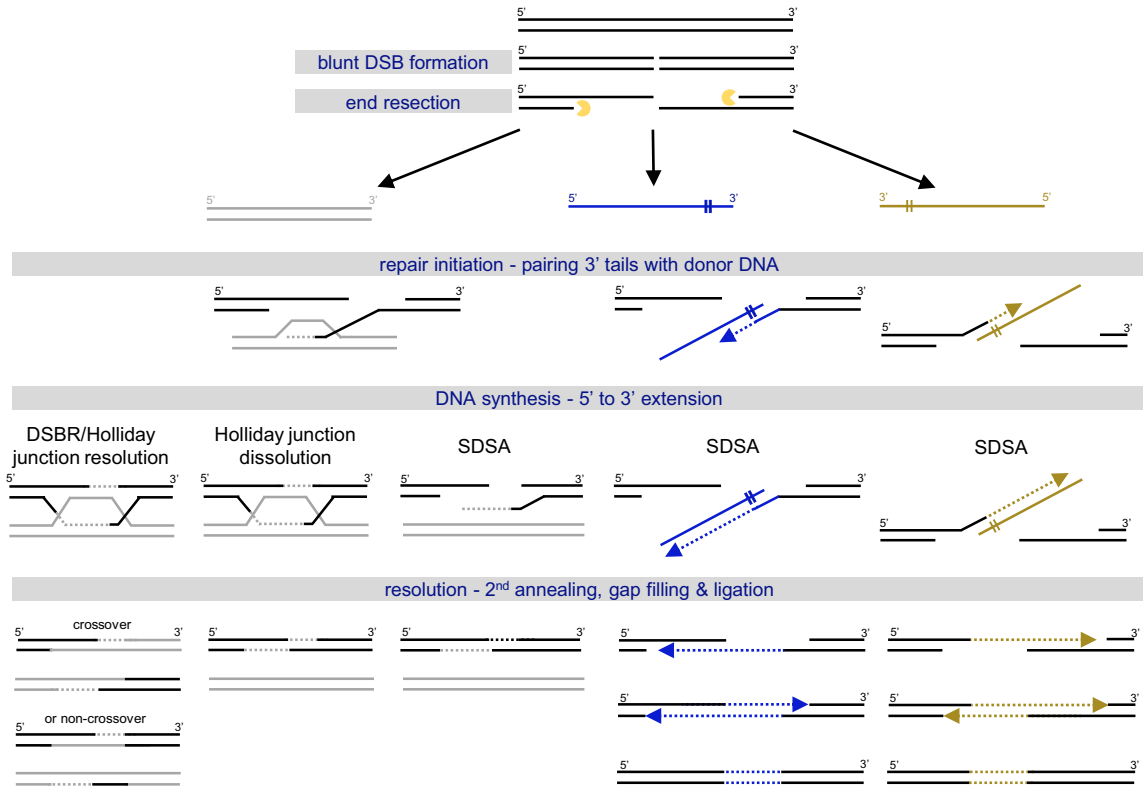 5’ 3’
blunt DSB formation
5’ 3’
end resection
5’ 3’
5’ 3’
5’ 3’
3’ 5’
repair initiation - pairing 3’ tails with donor DNA
5’ 3’
5’ 3’
5’ 3’
DNA synthesis - 5’ to 3’ extension
DSBR/Holliday
junction resolution
Holliday junction
dissolution
SDSA
SDSA
SDSA
5’ 3’
5’ 3’
5’ 3’
5’ 3’
5’ 3’
resolution - 2nd annealing, gap filling & ligation
crossover
5’ 3’
5’ 3’
5’ 3’
5’ 3’
5’ 3’
5’ 3’
5’ 3’
or non-crossover
5’ 3’
5’ 3’
5’ 3’